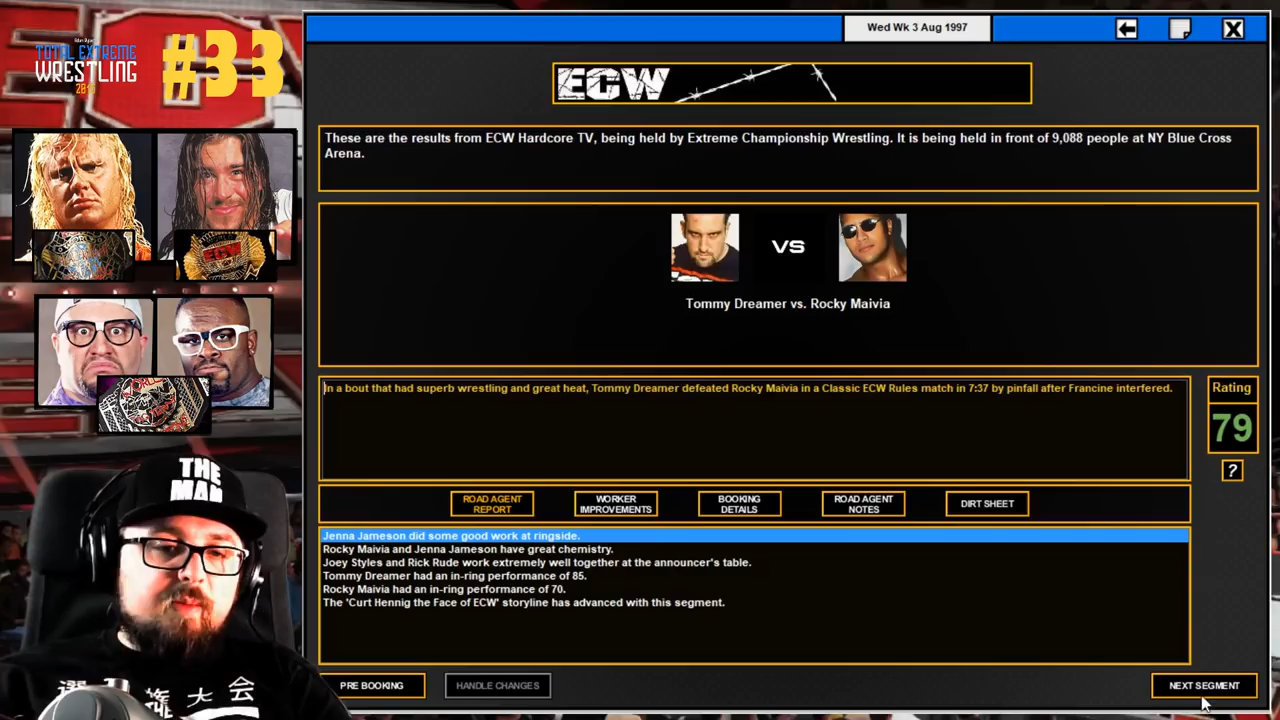 TOTAL EXTREME
WRESTLING
#33
Wed Wk 3 Aug 1997
ECW
These are the results from ECW Hardcore TV, being held by Extreme Championship Wrestling. It is being held in front of 9,088 people at NY Blue Cross
Arena.
VS
Tommy Dreamer vs. Rocky Maivia
In a bout that had superb wrestling and great heat, Tommy Dreamer defeated Rocky Maivia in a Classic ECW Rules match in 7:37 by pinfall after Francine interfered.
Rating
79
?
ROAD AGENT
REPORT
WORKER
IMPROVEMENTS
BOOKING
DETAILS
ROAD AGENT
NOTES
DIRT SHEET
Jenna Jameson did some good work at ringside.
Rocky Maivia and Jenna Jameson have great chemistry.
Joey Styles and Rick Rude work extremely well together at the announcer's table.
Tommy Dreamer had an in-ring performance of 85.
Rocky Maivia had an in-ring performance of 70.
The 'Curt Hennig the Face of ECW' storyline has advanced with this segment.
PRE BOOKING
HANDLE CHANGES
NEXT SEGMENT
ECW
THE
MAN
権大会